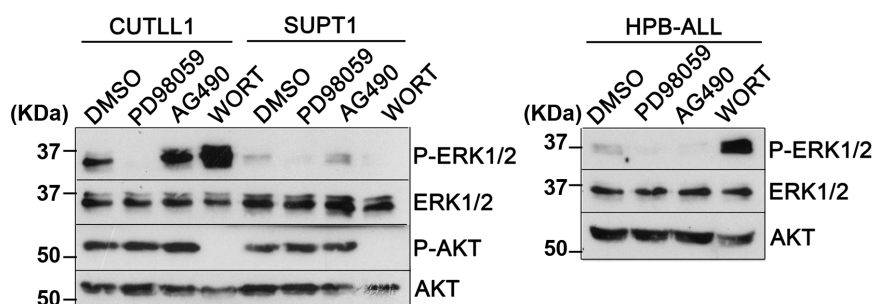 CUTLL1 SUPT1 HPB-ALL
DMSO PD98059 AG490 WORT DMSO PD98059 AG490 WORT DMSO PD98059 AG490 WORT
(KDa) (KDa)
37 P-ERK1/2 37 P-ERK1/2
37 ERK1/2 37 ERK1/2
50 P-AKT 50 AKT
50 AKT